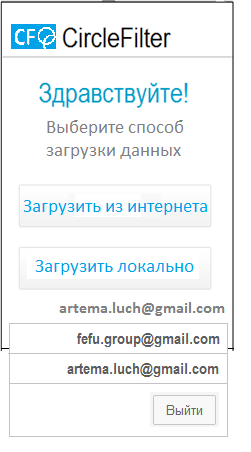 CF CircleFilter
Здравствуйте!
Выберите способ
загрузки данных
Загрузить из интернета
Загрузить локально
artema.luch@gmail.com
fefu.group@gmail.com
artema.luch@gmail.com
Выйти